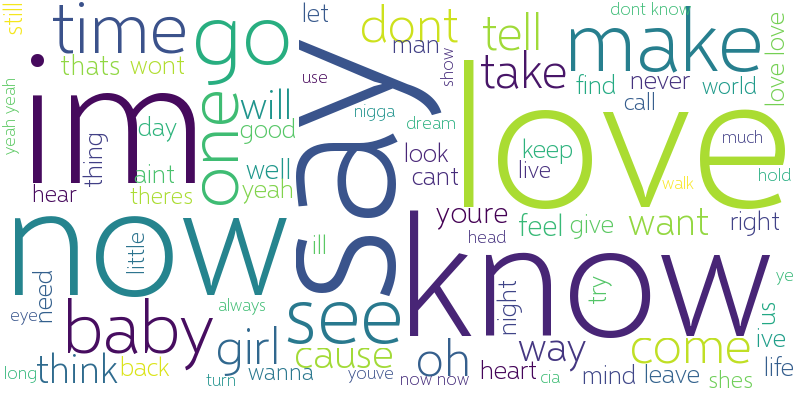 still
time
go
let
dont
tell
make
dont know
love love
thats
wont
man
show
take
find
never
world
call
yeah yeah
im
one
will
say
use
nigga
dream
love
much
thing
day
good
look
keep
hear
aint
theres
well
yeah
cant
live
walk
hold
now
little
ill
youre
head
feel
give
want
right
know
need
eye
baby
always
see
girl
cause
oh
night
way
try
come
us
ye
ive
long
think
back
turn
wanna
youve
now now
heart
cia
mind
leave
shes
life